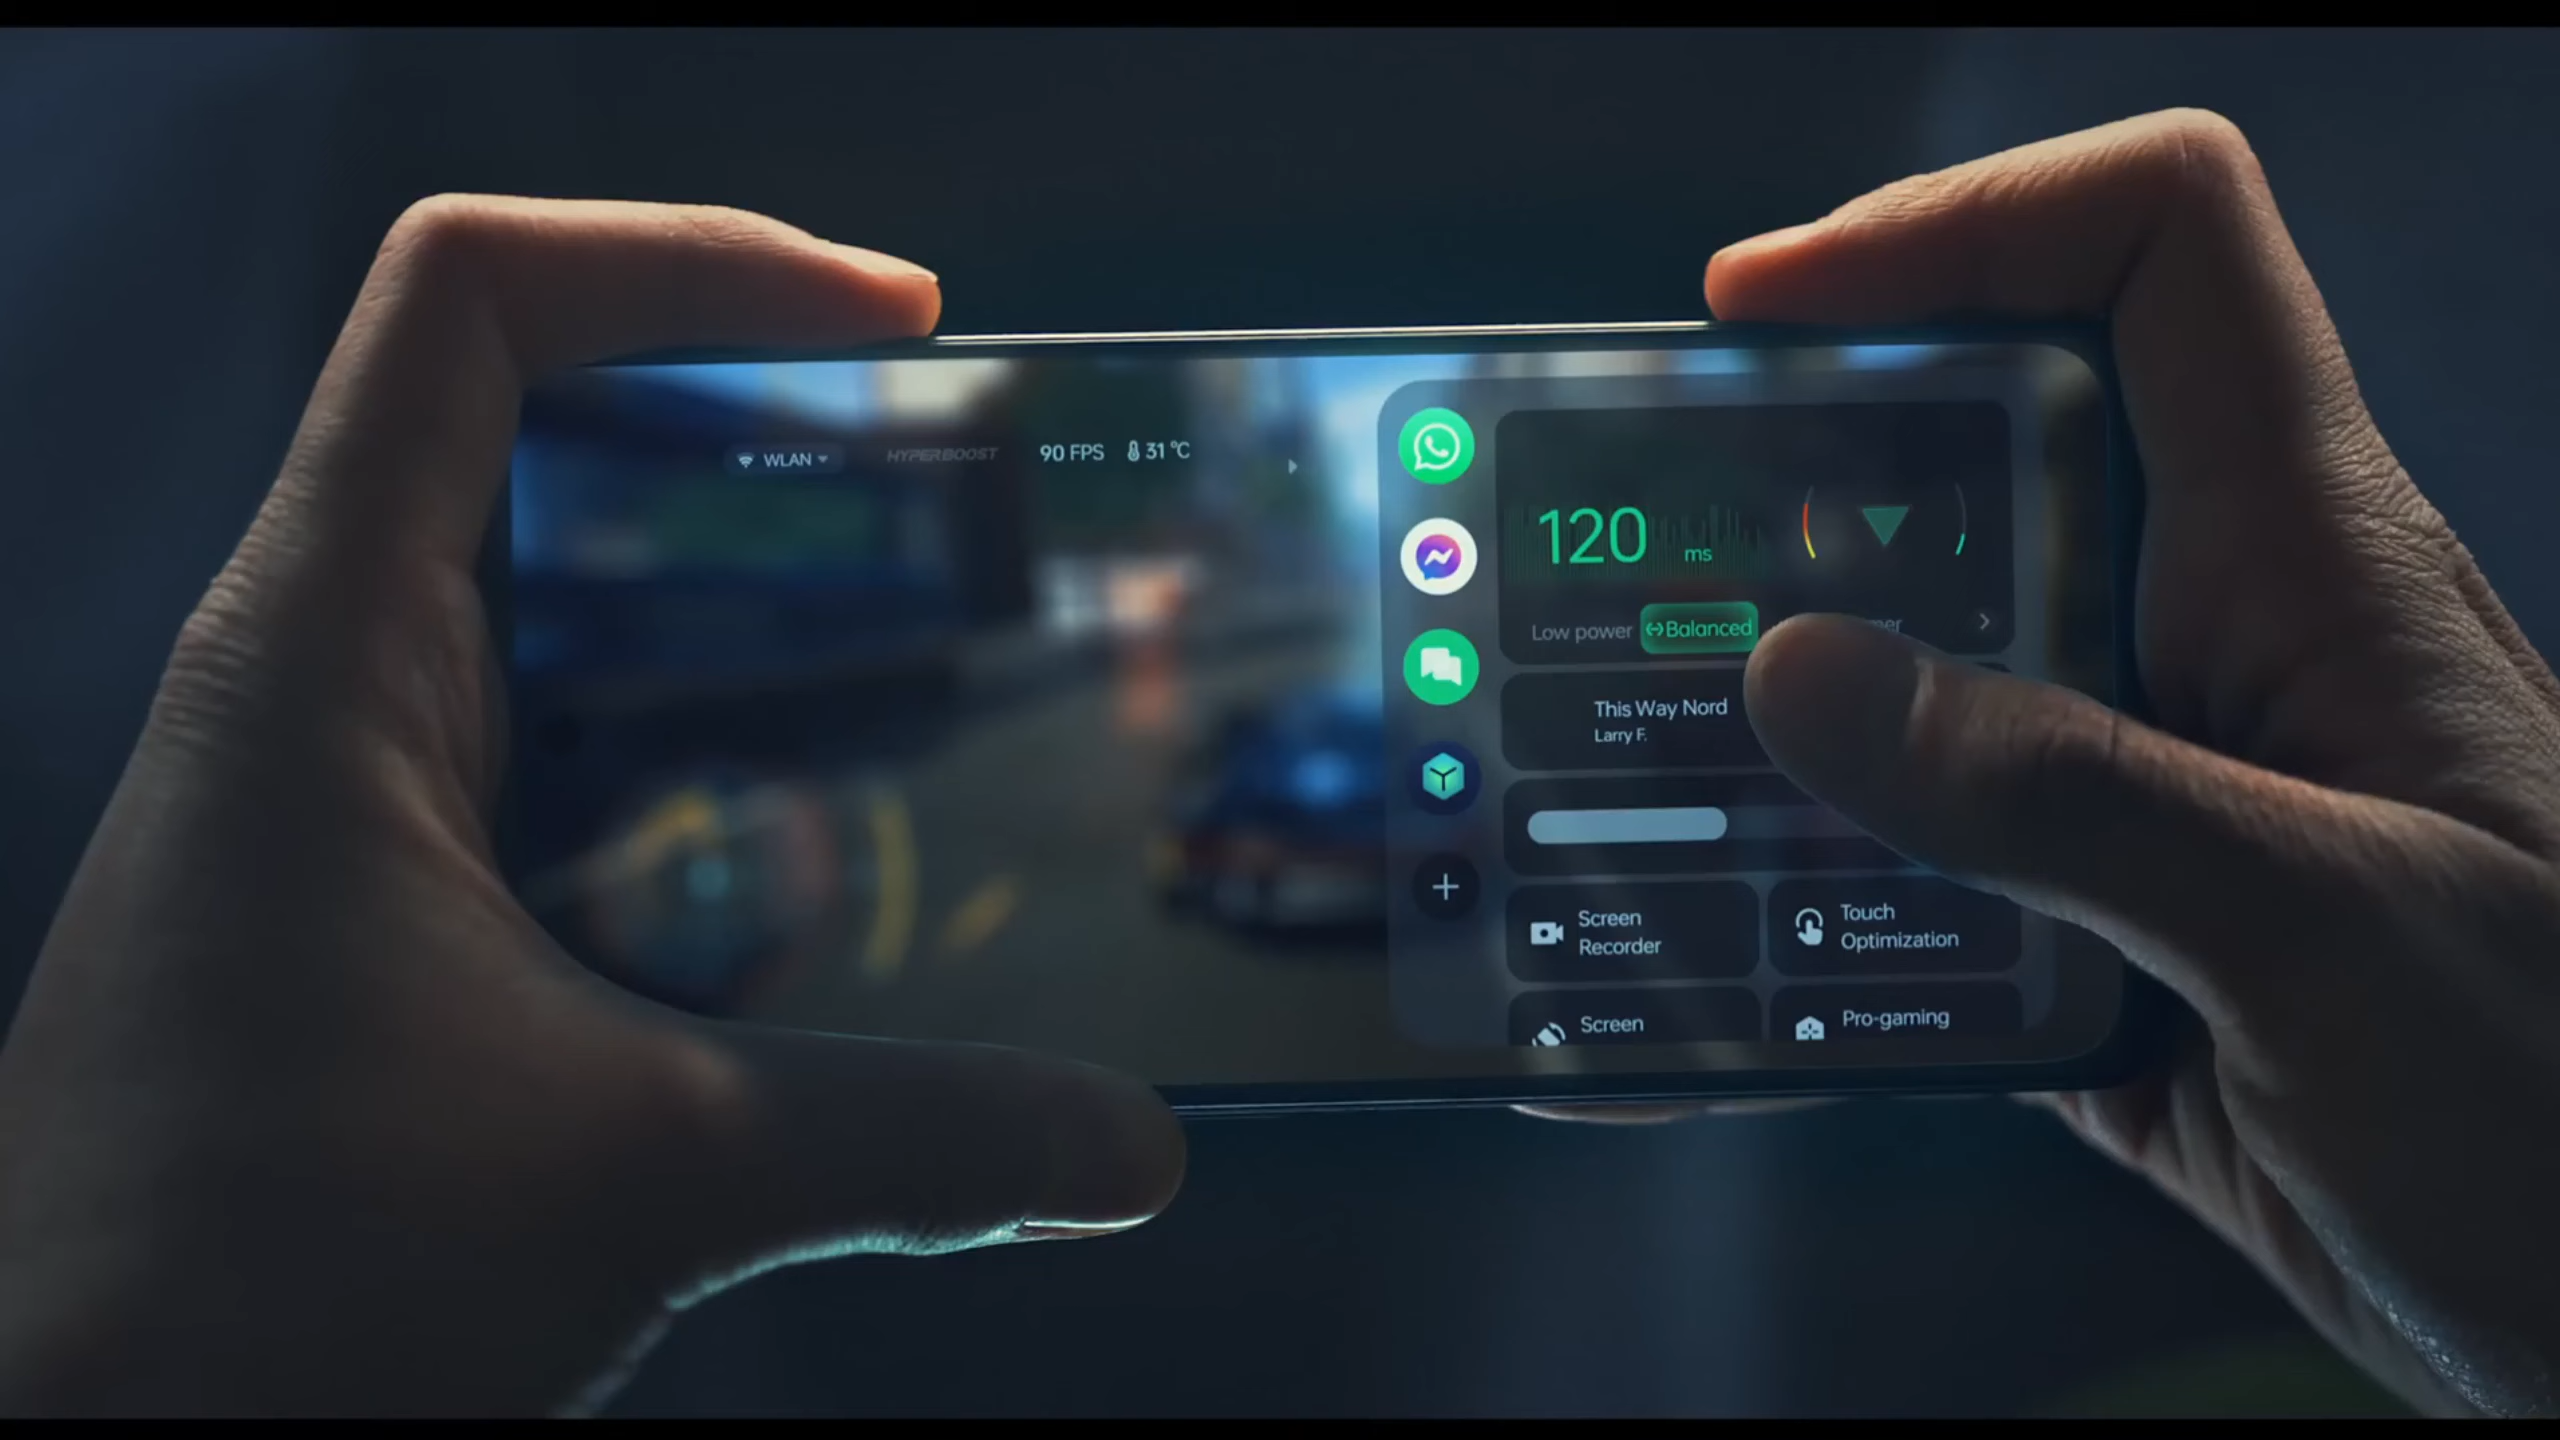 WLAN
HYPERBOOST
90 FPS
31 °C
120 ms
Low power
Balanced
This Way Nord
Larry F.
Screen
Recorder
Touch
Optimization
Screen
Pro-gaming